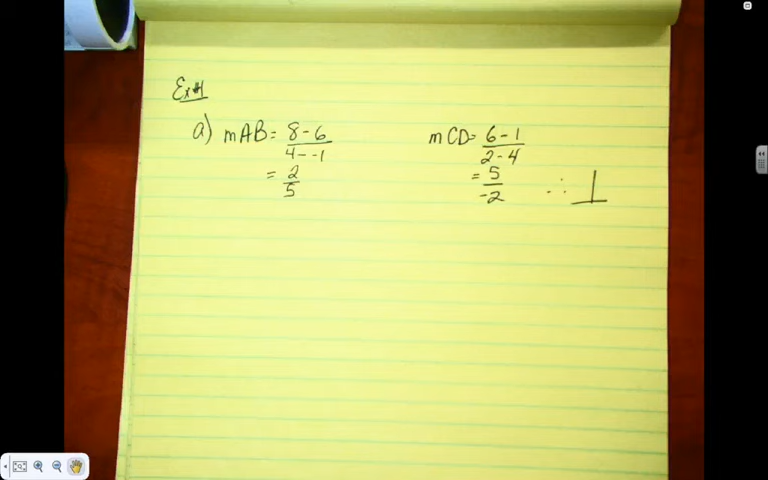 Ex#1
a) mAB = 8 - 6 / 4 - -1   mCD = 6 - 1 / 2 - 4
= 2 / 5   = 5 / -2   ∴ ⊥